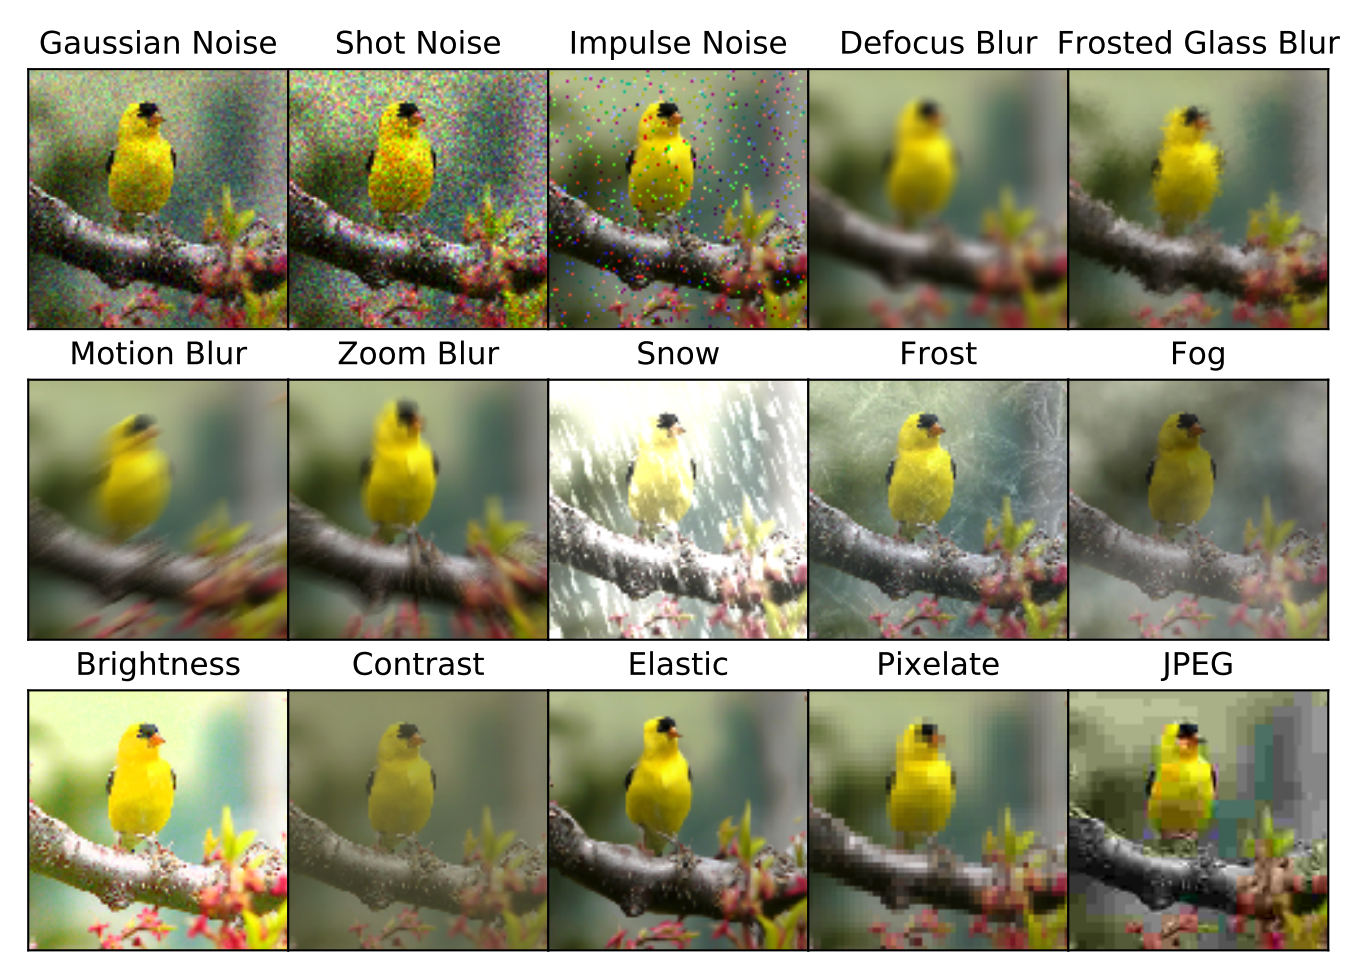 Gaussian Noise Shot Noise Impulse Noise Defocus Blur Frosted Glass Blur
Motion Blur Zoom Blur Snow Frost Fog
Brightness Contrast Elastic Pixelate JPEG